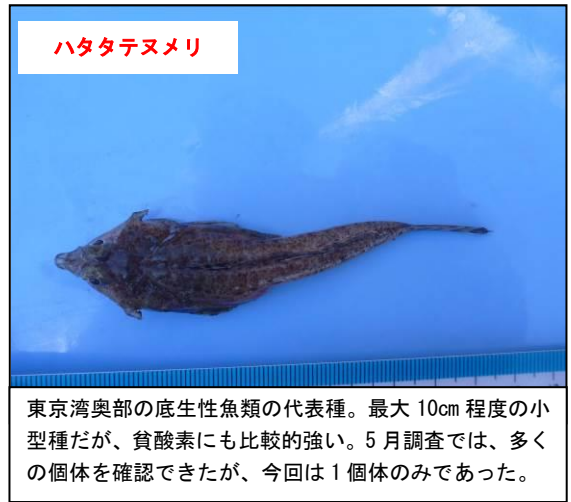 ハタタテヌメリ
東京湾奥部の底生性魚類の代表種。最大 10cm 程度の小
型種だが、貧酸素にも比較的強い。5 月調査では、多く
の個体を確認できたが、今回は 1 個体のみであった。